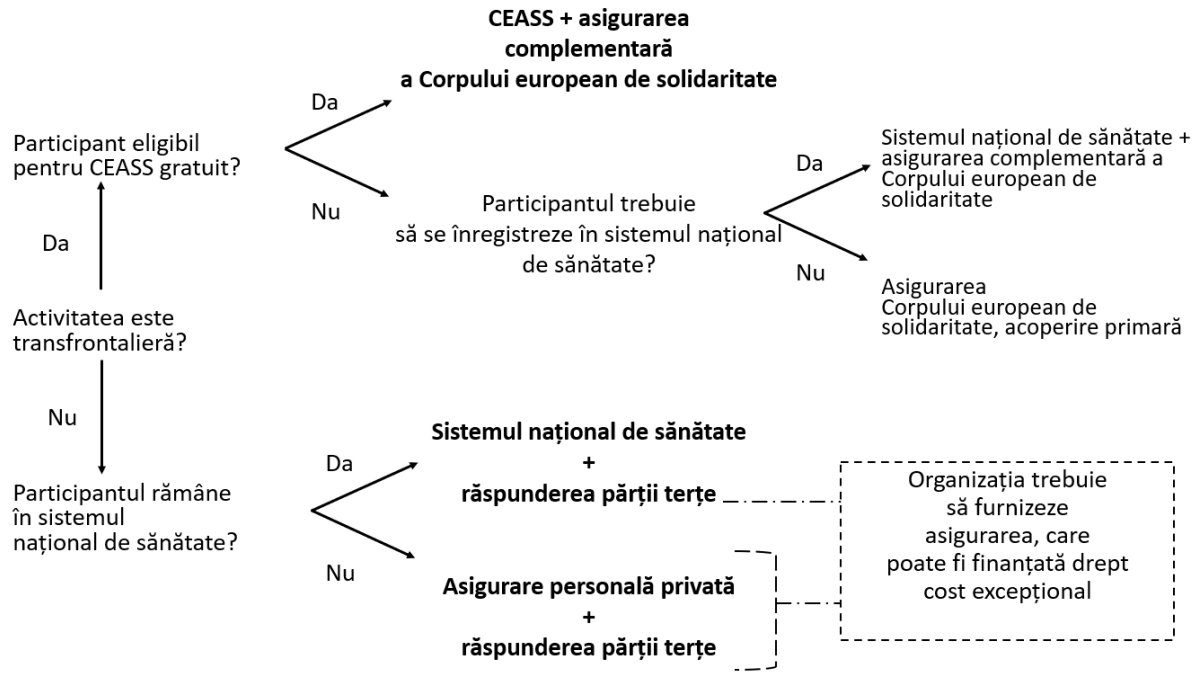 CEASS + asigurarea
complementară
a Corpului european de solidaritate
Da
Participant eligibil
pentru CEASS gratuit?
Nu
Da
Participantul trebuie
să se înregistreze în sistemul național
de sănătate?
Da
Sistemul național de sănătate +
asigurarea complementară a
Corpului european de
solidaritate
Nu
Asigurarea
Corpului european de
solidaritate, acoperire primară
Activitatea este
transfrontalieră?
Nu
Participantul rămâne
în sistemul
național de sănătate?
Da
Sistemul național de sănătate
+
răspunderea părții terțe
Nu
Asigurare personală privată
+
răspunderea părții terțe
Organizația trebuie
să furnizeze
asigurarea, care
poate fi finanțată drept
cost excepțional